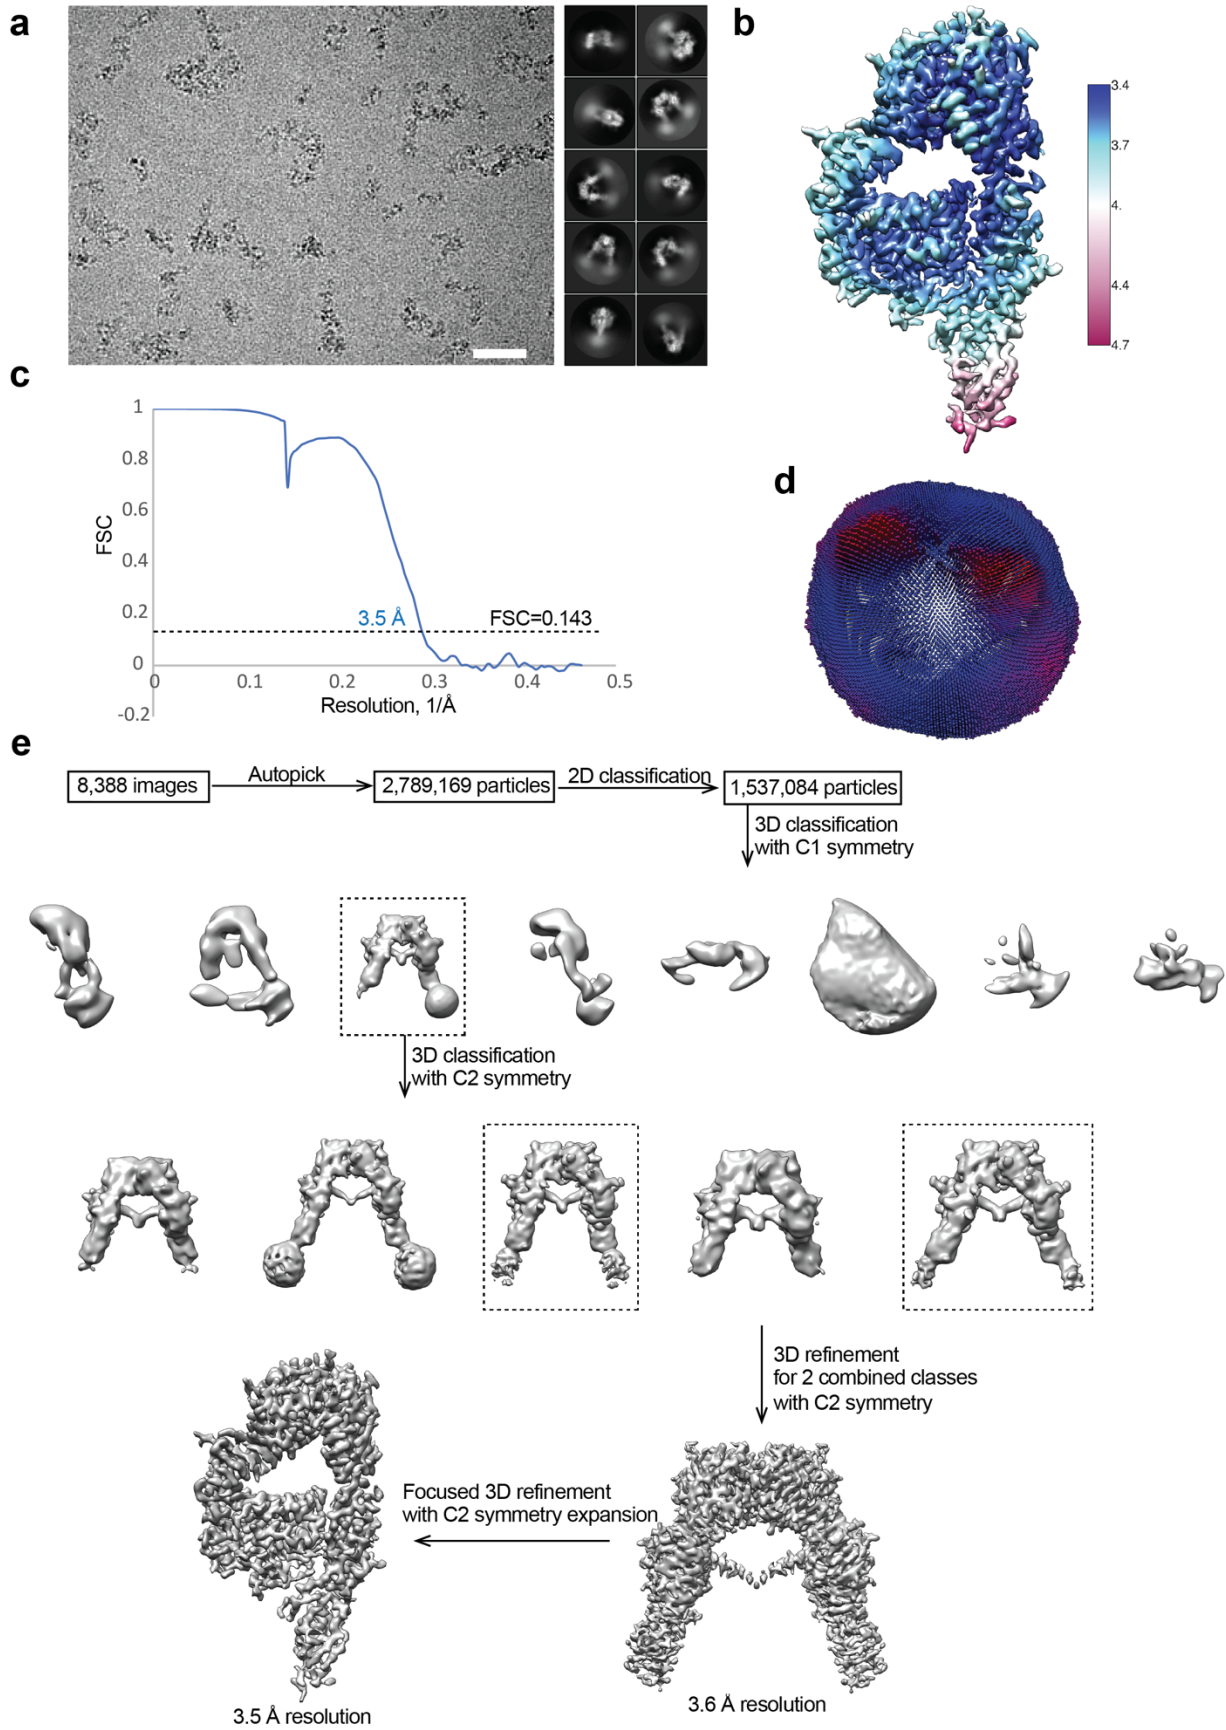 a
b
3.4
3.7
4.
4.4
4.7
c
1
0.8
0.6
0.4
0.2
0
-0.2
FSC
3.5 Å
FSC=0.143
0
0.1
0.2
0.3
0.4
0.5
Resolution, 1/Å
d
e
8,388 images
Autopick
2,789,169 particles
2D classification
1,537,084 particles
3D classification
with C1 symmetry
3D classification
with C2 symmetry
3D refinement
for 2 combined classes
with C2 symmetry
Focused 3D refinement
with C2 symmetry expansion
3.5 Å resolution
3.6 Å resolution